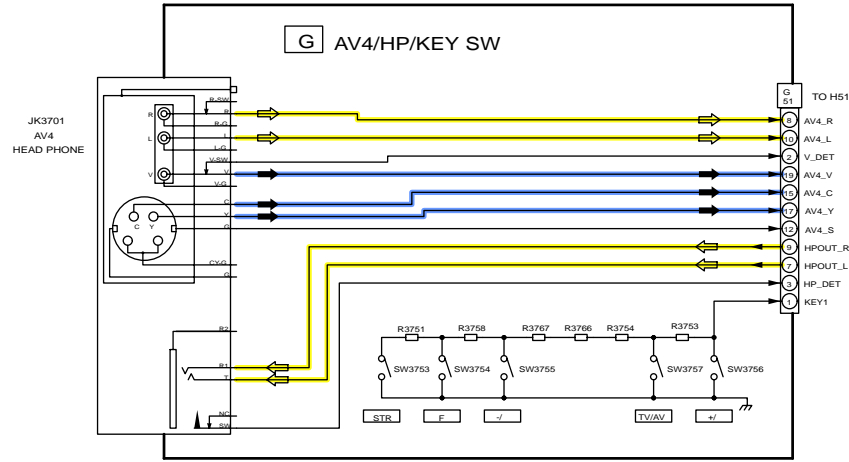 G AV4/HP/KEY SW
G
51
TO H51
JK3701
AV4
HEAD PHONE
R-SW
R R
R-G
L L
L-G
V-SW
V V
V-G
C
Y
C Y G
CY-G
G
R2
R1
T
NC
SW
8 AV4_R
10 AV4_L
2 V_DET
19 AV4_V
15 AV4_C
17 AV4_Y
12 AV4_S
9 HPOUT_R
7 HPOUT_L
3 HP_DET
1 KEY1
R3751 R3758 R3767 R3766 R3754 R3753
SW3753 SW3754 SW3755 SW3757 SW3756
STR F -/ TV/AV +/